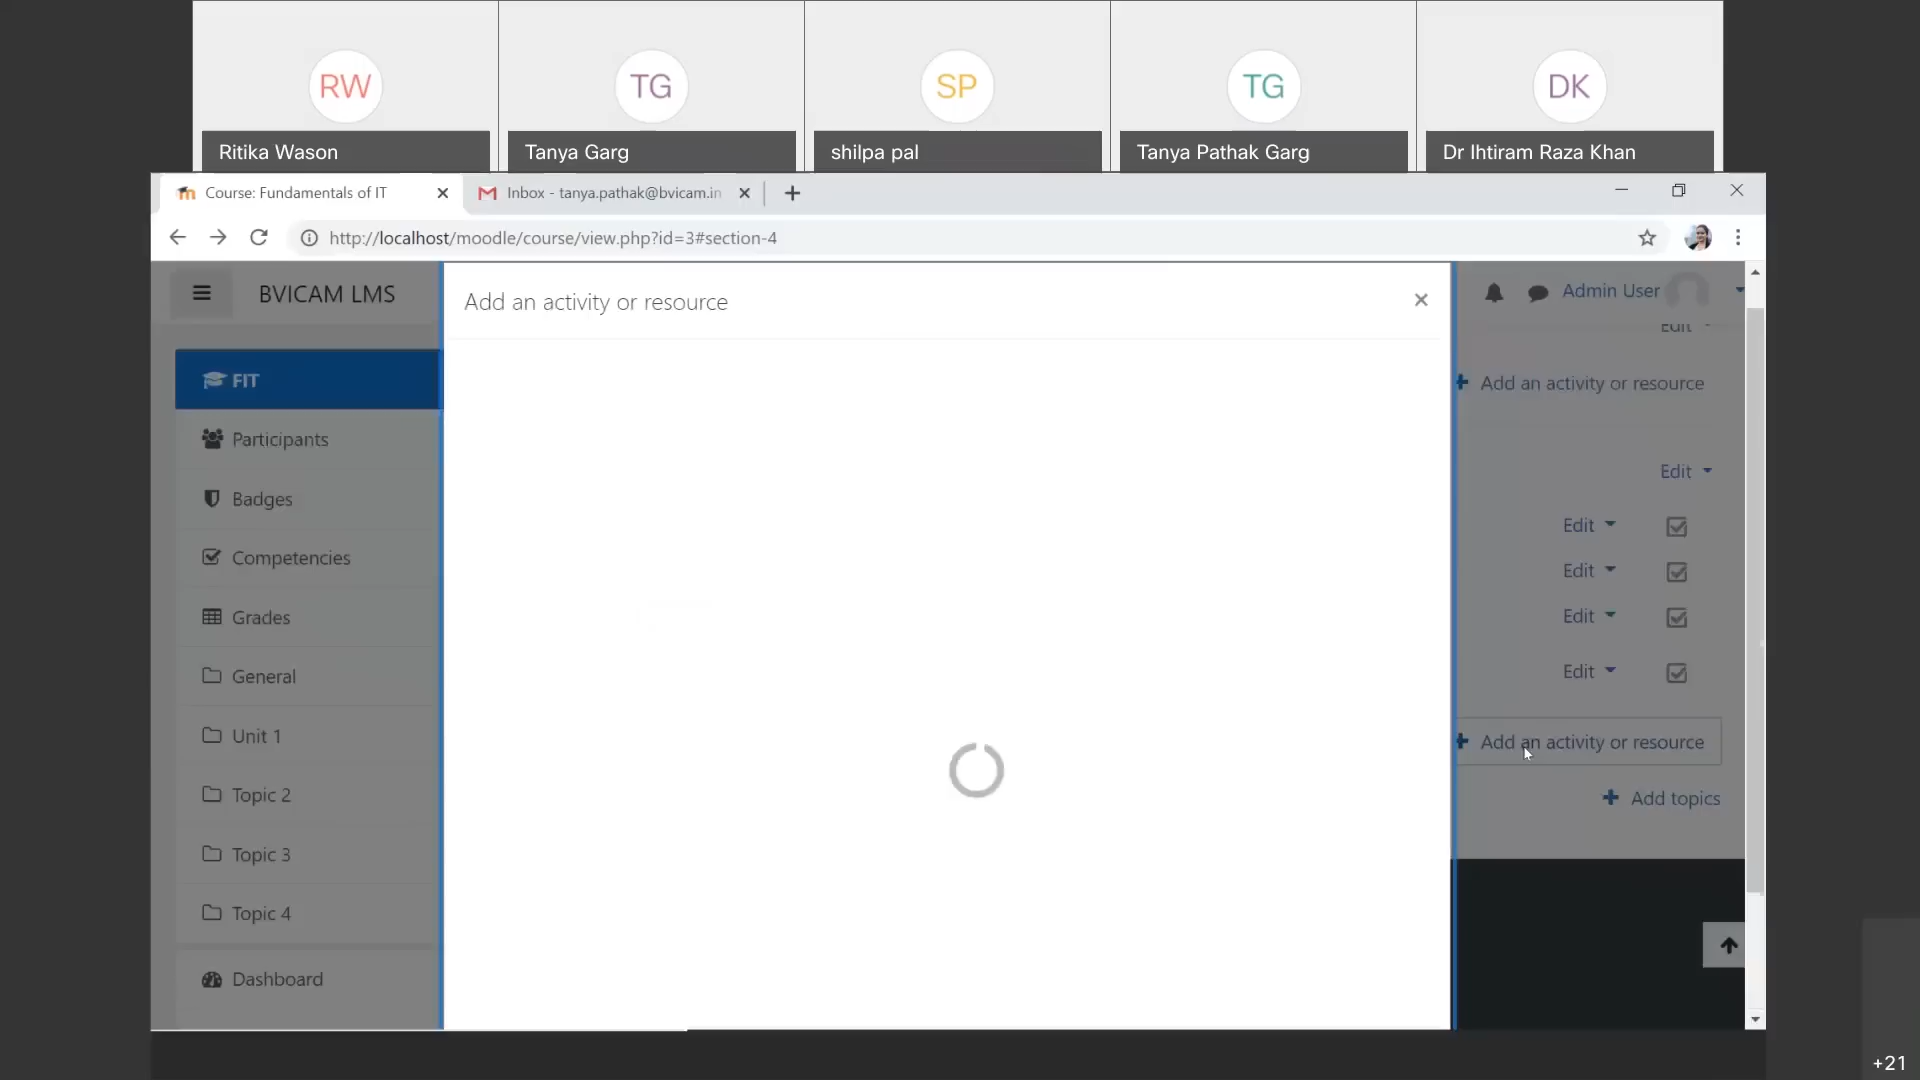 RW
TG
SP
TG
DK
Ritika Wason
Tanya Garg
shilpa pal
Tanya Pathak Garg
Dr Ihtiram Raza Khan
Course: Fundamentals of IT
Inbox - tanya.pathak@bvicam.in
http://localhost/moodle/course/view.php?id=3#section-4
BVICAM LMS
Add an activity or resource
Admin User
Edit
FIT
Add an activity or resource
Participants
Edit
Badges
Edit
Competencies
Edit
Grades
Edit
General
Edit
Unit 1
Add an activity or resource
Topic 2
Add topics
Topic 3
Topic 4
Dashboard
+21